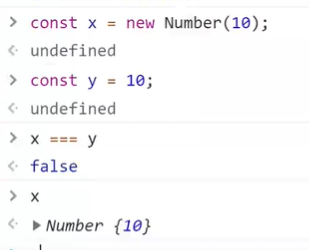 > const x = new Number(10);
< undefined
> const y = 10;
< undefined
> x === y
< false
> x
< ▶ Number {10}